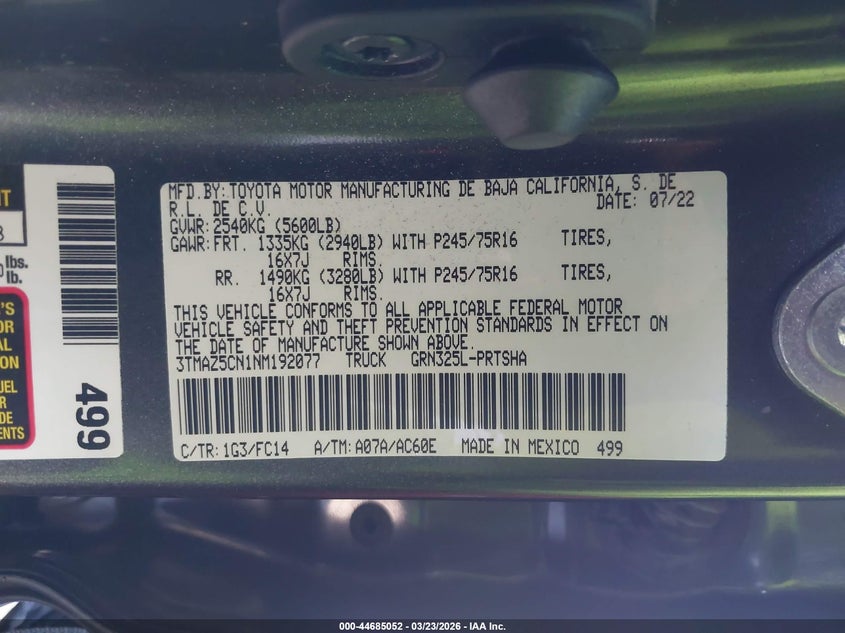 MFD.BY:TOYOTA MOTOR MANUFACTURING DE BAJA CALIFORNIA, S. DE
R.L. DE C.V. DATE: 07/22
GVWR:2540KG (5600LB)
GAWR:FRT. 1335KG (2940LB) WITH P245/75R16 TIRES,
16X7J RIMS.
RR. 1490KG (3280LB) WITH P245/75R16 TIRES,
16X7J RIMS.
THIS VEHICLE CONFORMS TO ALL APPLICABLE FEDERAL MOTOR
VEHICLE SAFETY AND THEFT PREVENTION STANDARDS IN EFFECT ON
THE DATE OF MANUFACTURE SHOWN ABOVE.
3TMAZ5CN1NM192077 TRUCK GRN325L-PRTSHA
C/TR:1G3/FC14 A/TM:A07A/AC60E MADE IN MEXICO 499
lbs.
lb.
499
000-44685052 — 03/23/2026 — IAA Inc.